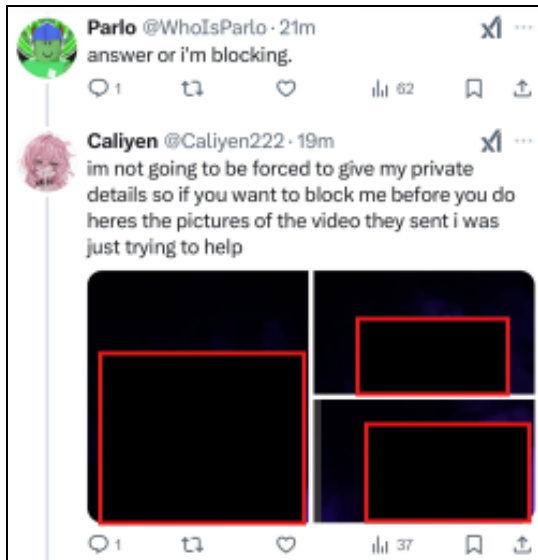 Parlo @WhoIsParlo · 21m
answer or i'm blocking.
1 62
Caliyen @Caliyen222 · 19m
im not going to be forced to give my private
details so if you want to block me before you do
heres the pictures of the video they sent i was
just trying to help
1 37